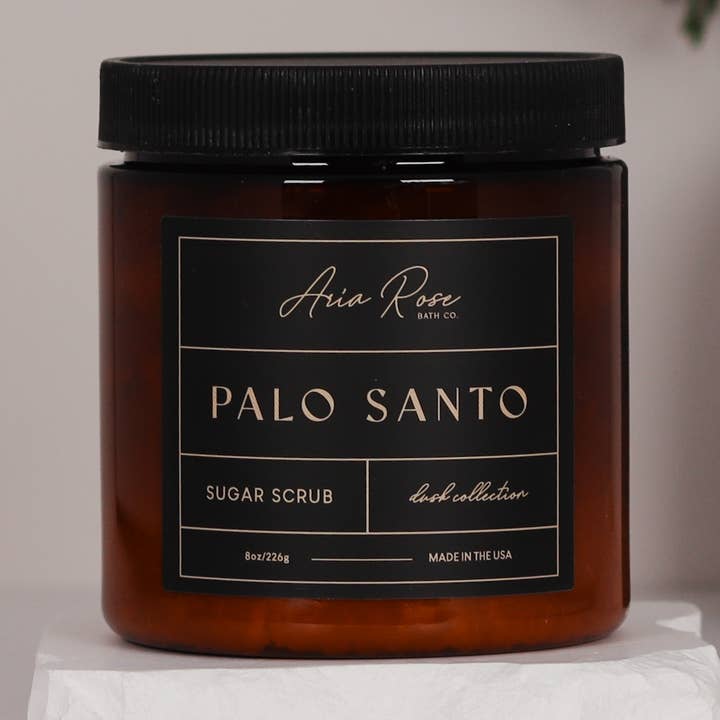 Aria Rose
BATH CO.
PALO SANTO
SUGAR SCRUB
dusk collection
8oz/226g
MADE IN THE USA